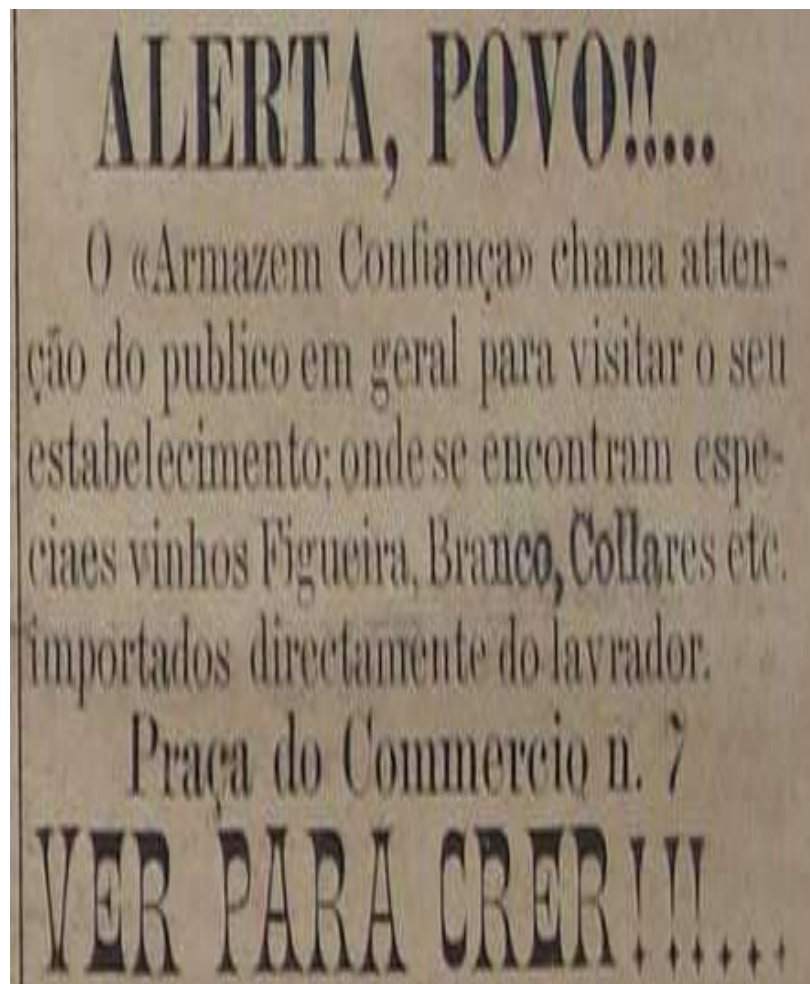 ALERTA, POVO!!...
O «Armazem Confiança» chama atten-
ção do publico em geral para visitar o seu
estabelecimento; onde se encontram espe-
ciaes vinhos Figueira, Branco, Collares etc.
importados directamente do lavrador.
Praça do Commercio n. 7
VER PARA CRER!!!...